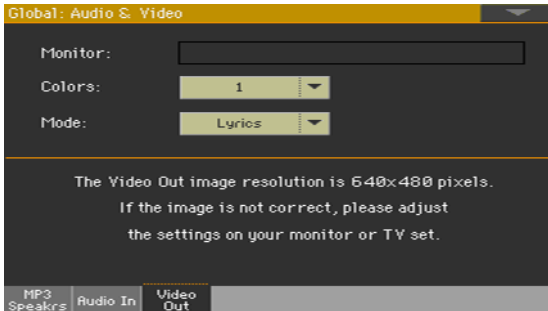 Global: Audio & Video
Monitor:
Colors: 1
Mode: Lyrics
The Video Out image resolution is 640x480 pixels.
If the image is not correct, please adjust
the settings on your monitor or TV set.
MP3 Speakrs
Audio In
Video Out